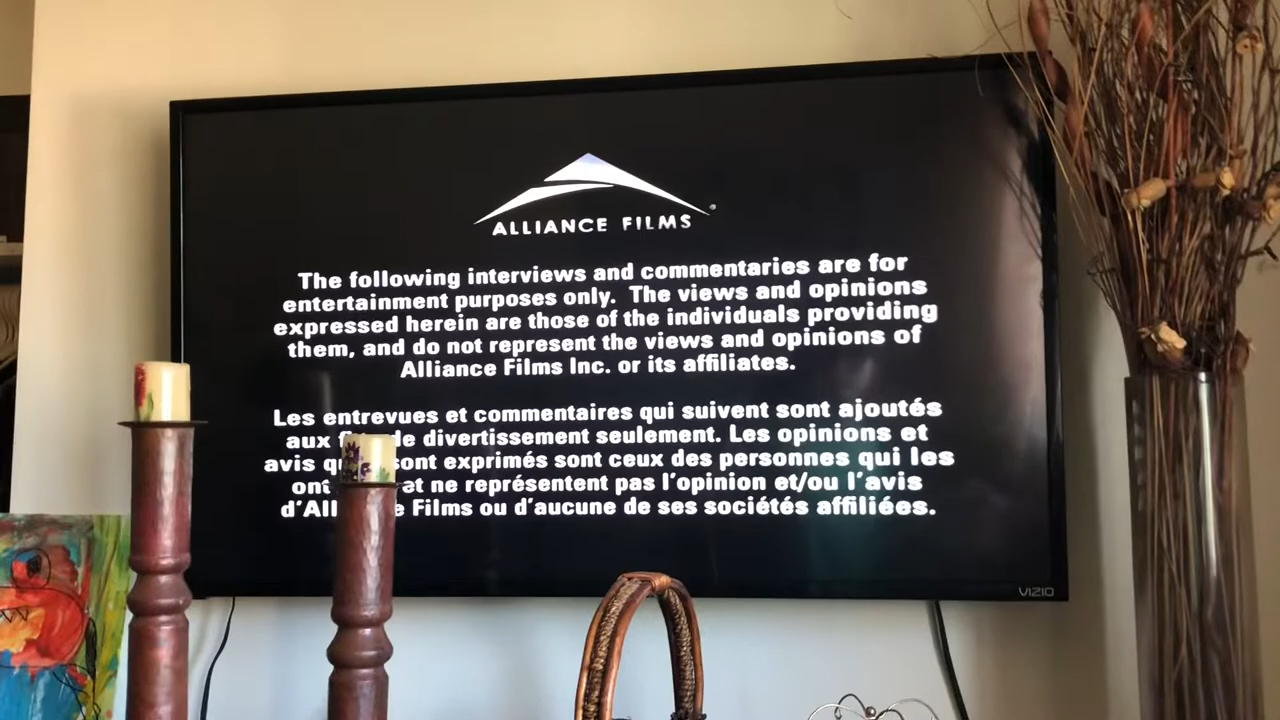 ALLIANCE FILMS
The following interviews and commentaries are for
entertainment purposes only. The views and opinions
expressed herein are those of the individuals providing
them, and do not represent the views and opinions of
Alliance Films Inc. or its affiliates.
Les entrevues et commentaires qui suivent sont ajoutés
aux de divertissement seulement. Les opinions et
avis sont exprimés sont ceux des personnes qui les
ne représentent pas l'opinion et/ou l'avis
Films ou d'aucune de ses sociétés affiliées.
VIZIO